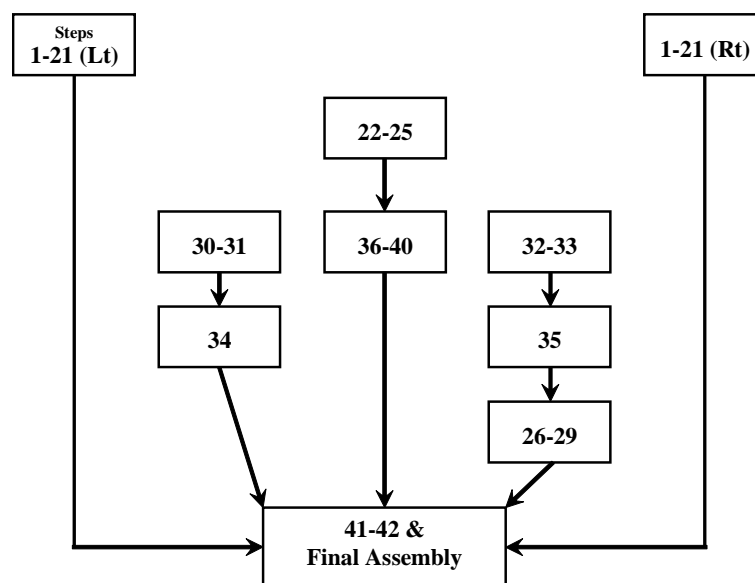 Steps
1-21 (Lt)
1-21 (Rt)
22-25
30-31
36-40
32-33
34
35
26-29
41-42 &
Final Assembly